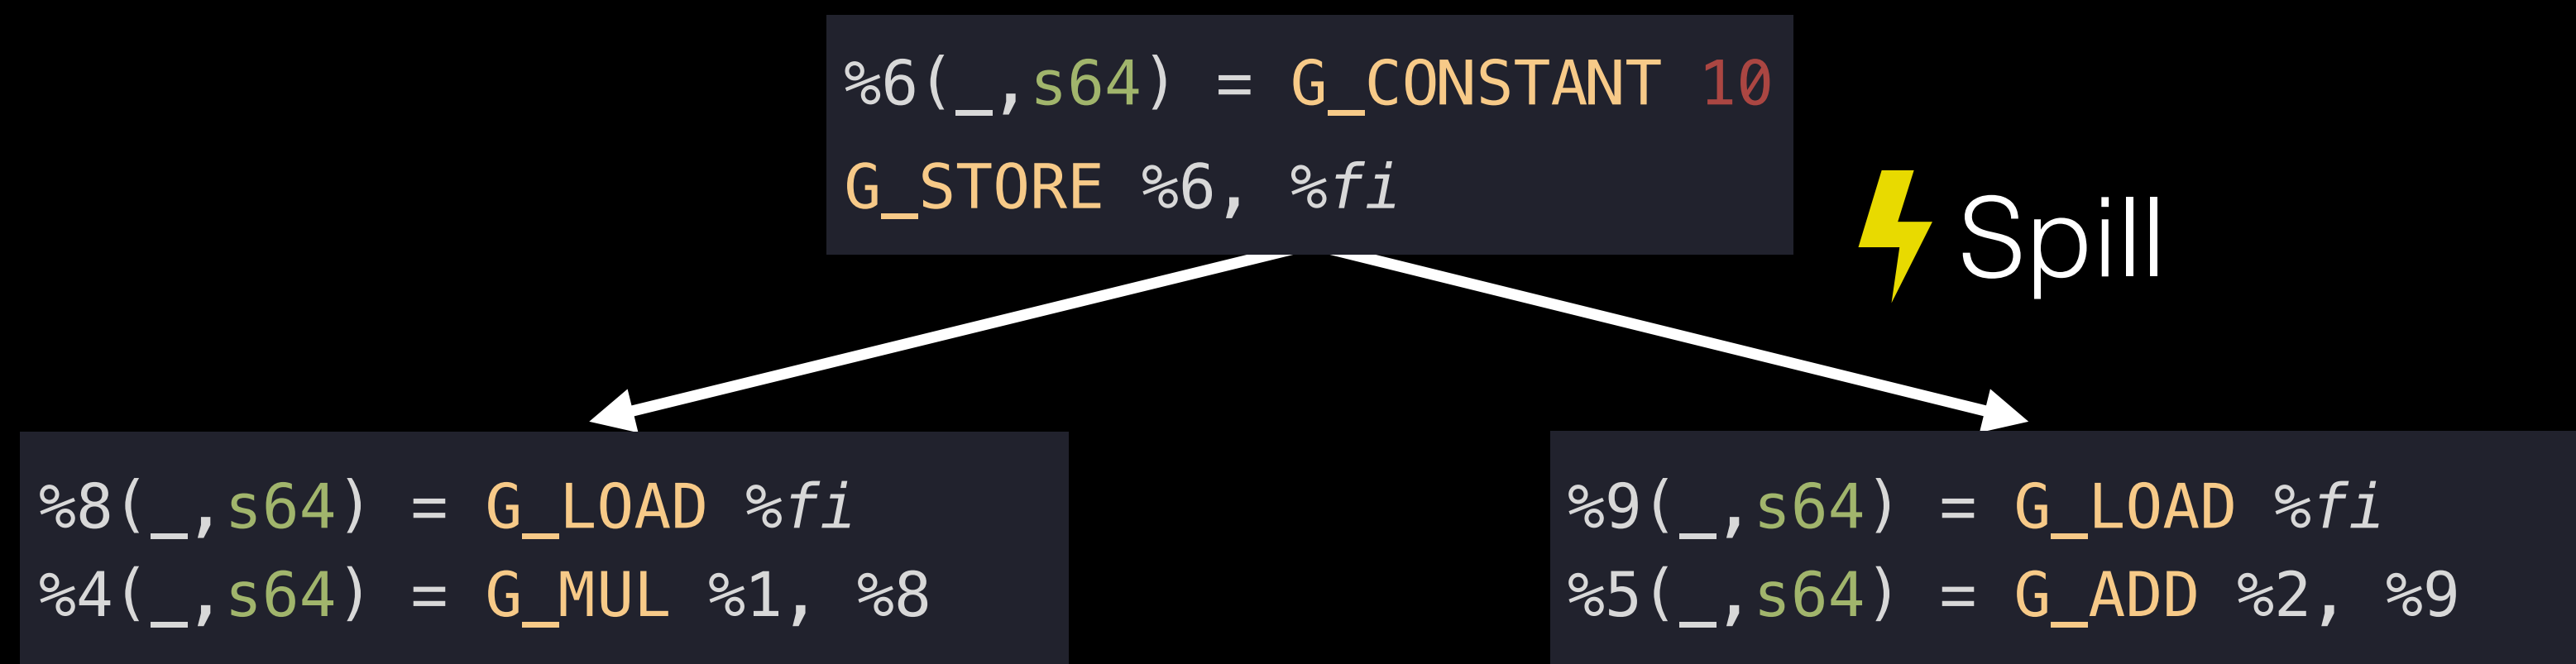 %6(_,s64) = G_CONSTANT 10
G_STORE %6, %fi
Spill
%8(_,s64) = G_LOAD %fi
%4(_,s64) = G_MUL %1, %8
%9(_,s64) = G_LOAD %fi
%5(_,s64) = G_ADD %2, %9